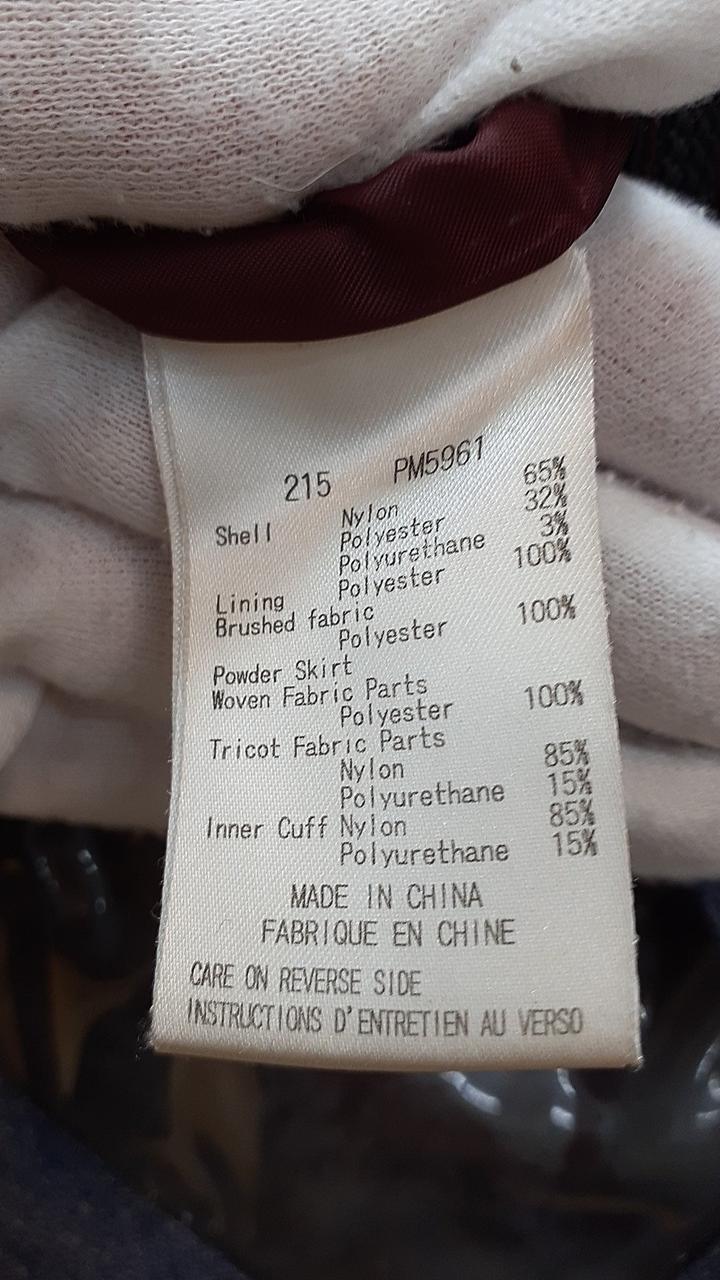 215 PM5961
Shell Nylon 65%
Polyester 32%
Polyurethane 3%
Lining Polyester 100%
Brushed fabric
Polyester 100%
Powder Skirt
Woven Fabric Parts
Polyester 100%
Tricot Fabric Parts
Nylon 85%
Polyurethane 15%
Inner Cuff Nylon 85%
Polyurethane 15%
MADE IN CHINA
FABRIQUE EN CHINE
CARE ON REVERSE SIDE
INSTRUCTIONS D'ENTRETIEN AU VERSO